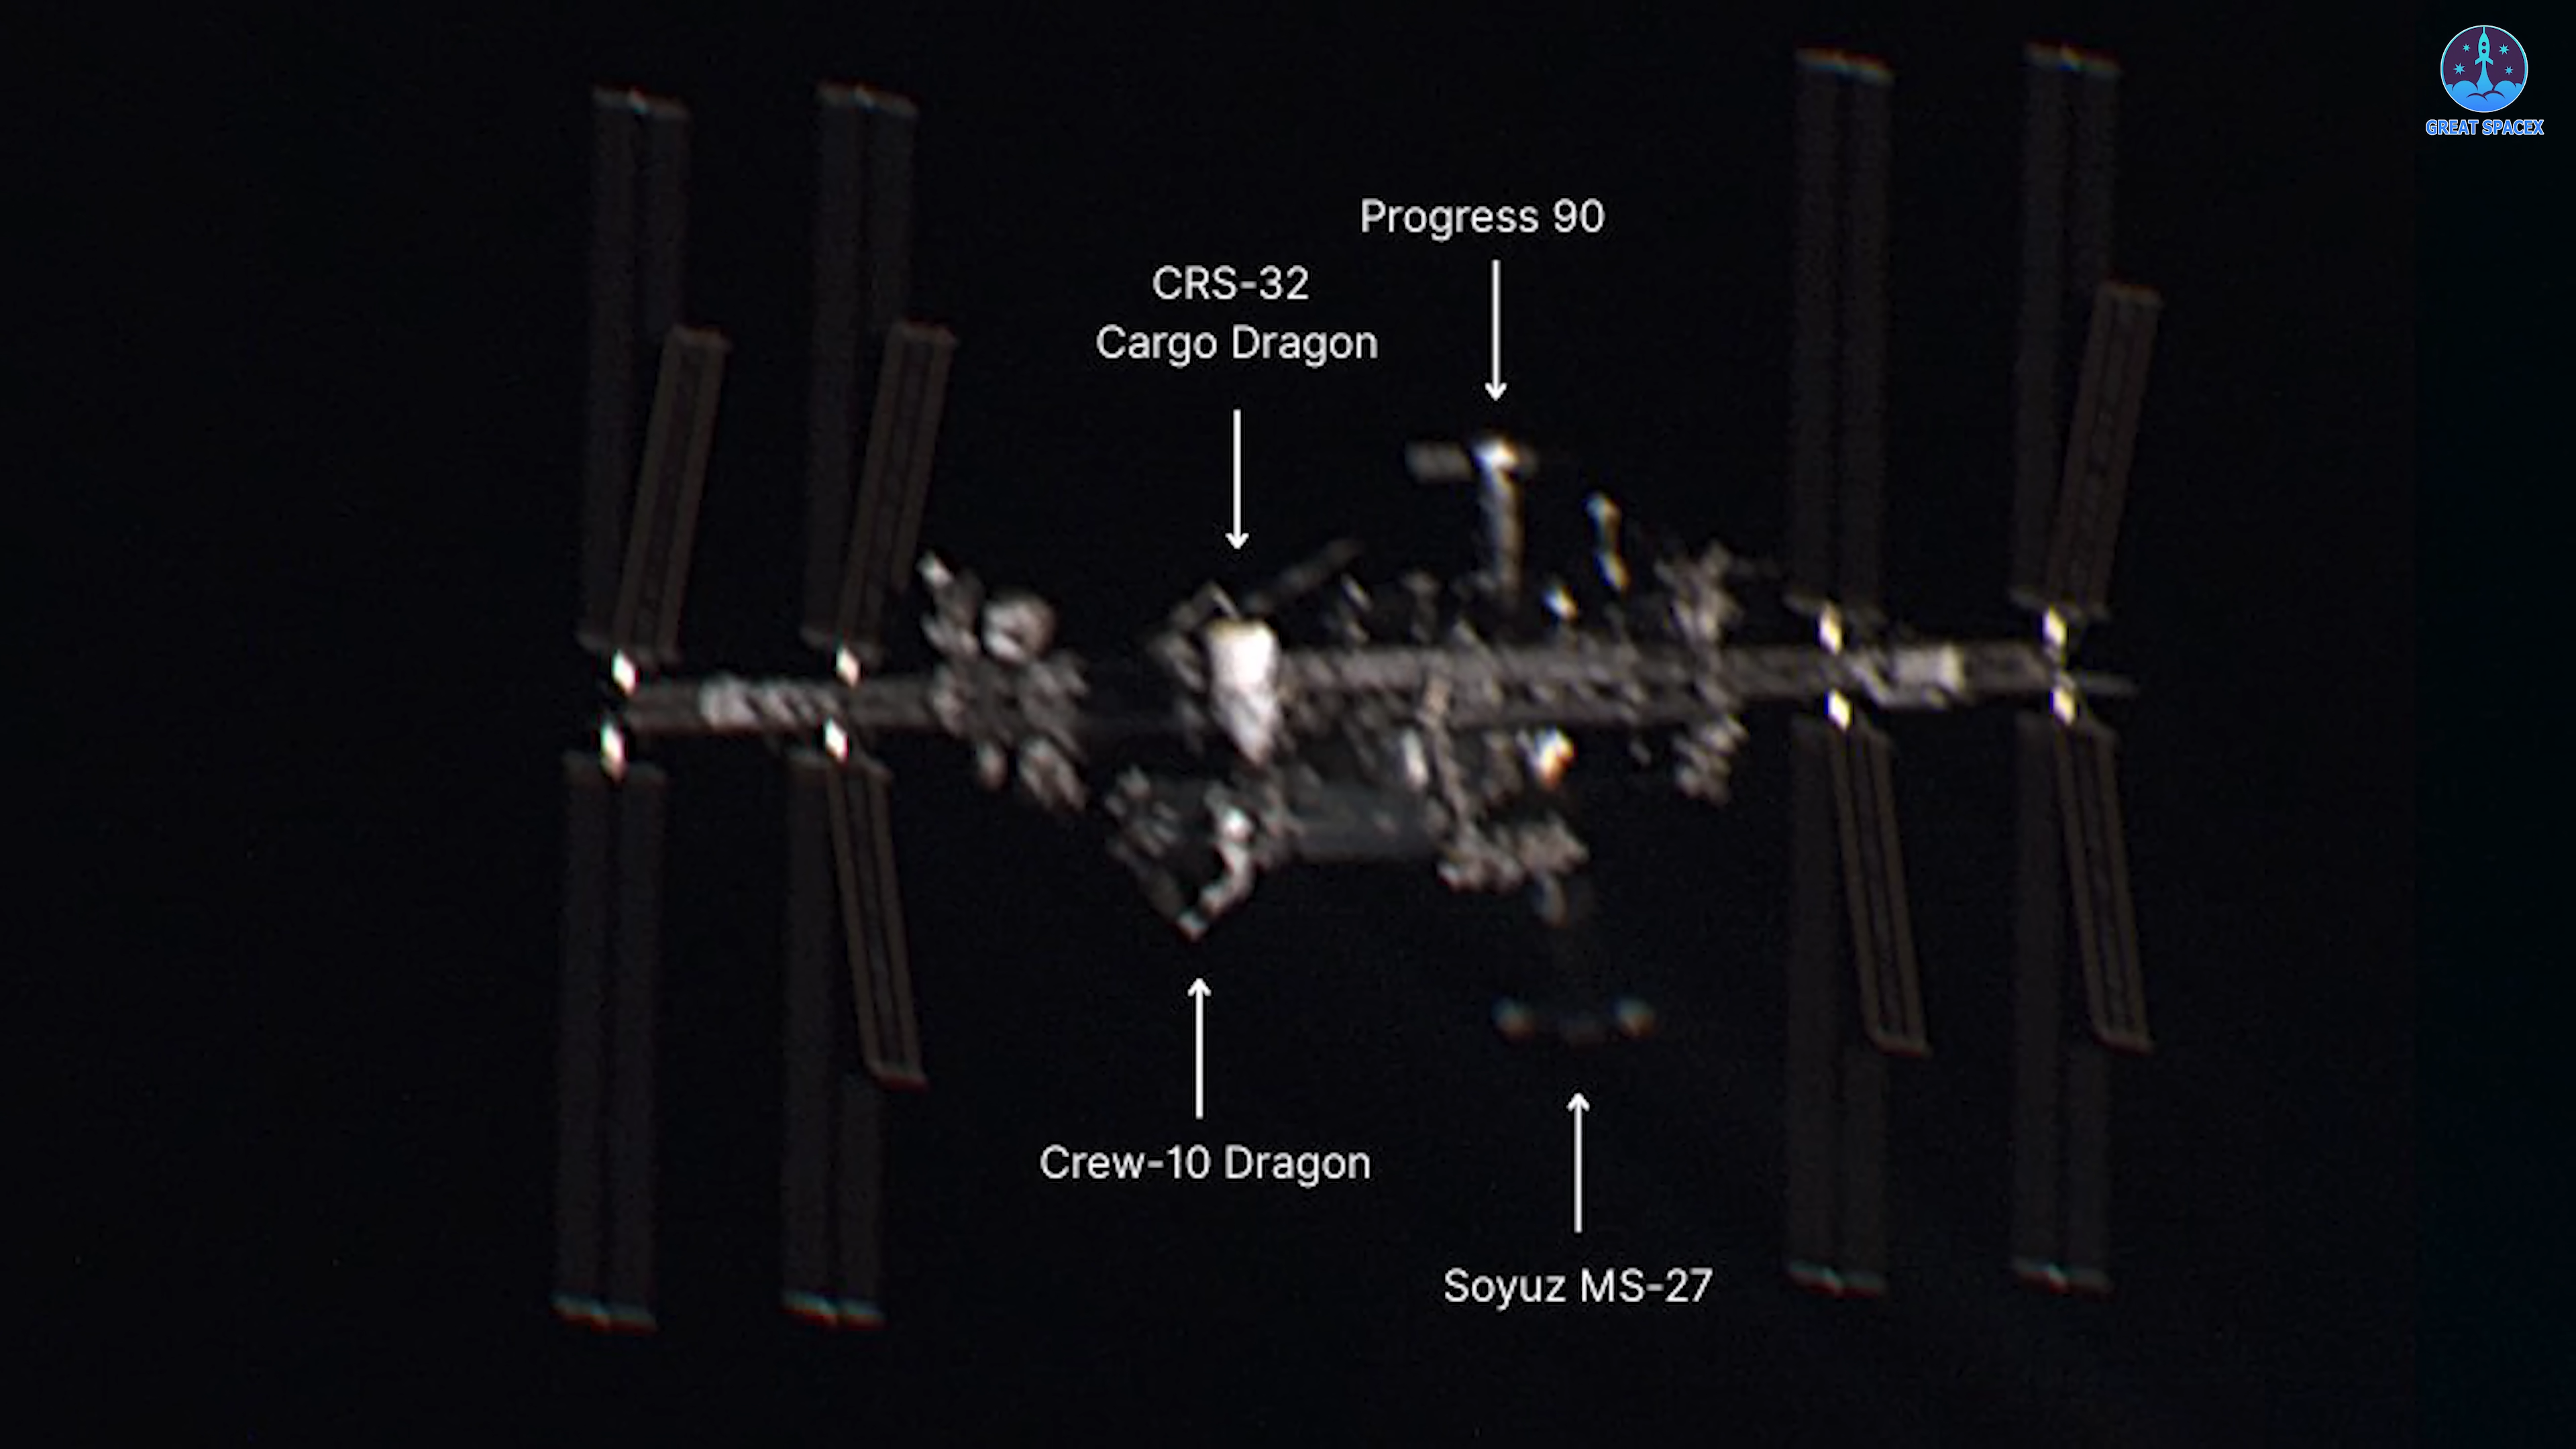 GREAT SPACEX
Progress 90
CRS-32
Cargo Dragon
Crew-10 Dragon
Soyuz MS-27